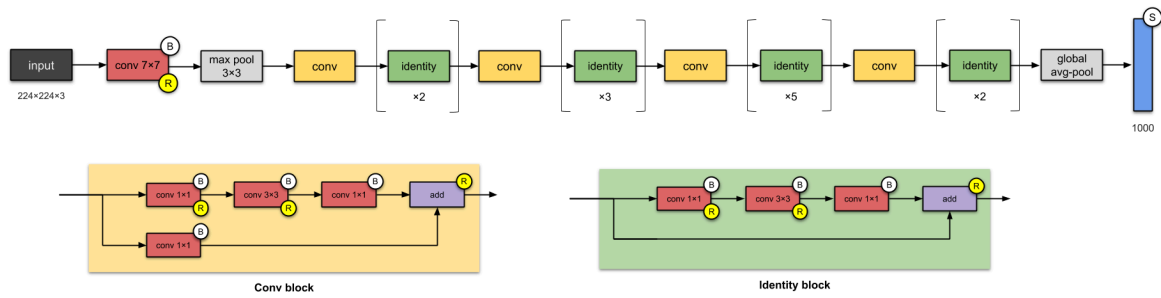 input
224×224×3
conv 7×7
B
R
max pool
3×3
conv
identity
×2
conv
identity
×3
conv
identity
×5
conv
identity
×2
global
avg-pool
S
1000
conv 1×1
B
R
conv 3×3
B
R
conv 1×1
B
add
R
conv 1×1
B
Conv block
conv 1×1
B
R
conv 3×3
B
R
conv 1×1
B
add
R
Identity block